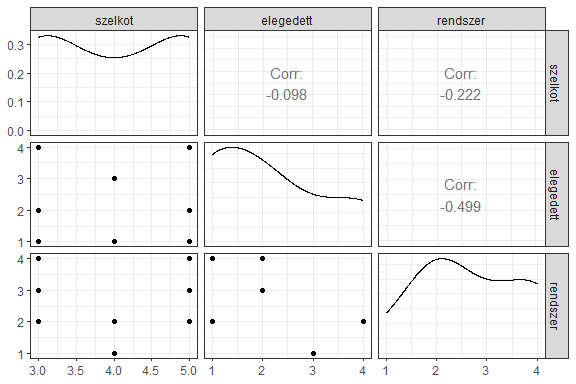 szelkot elegedett rendszer
0.3
0.2
0.1
0.0
Corr:
-0.098
Corr:
-0.222
szelkot
4
3
2
1
Corr:
-0.499
elegedett
4
3
2
1
rendszer
3.0 3.5 4.0 4.5 5.0 1 2 3 4 1 2 3 4